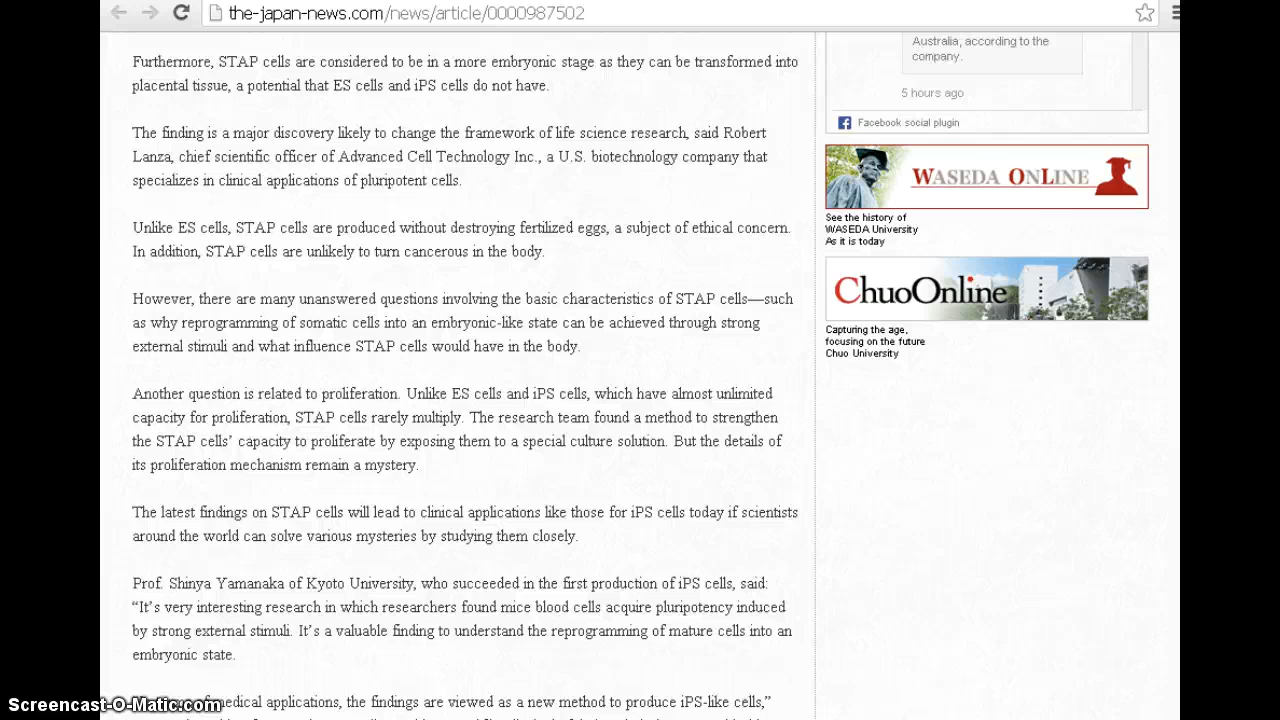 the-japan-news.com/news/article/0000987502
Furthermore, STAP cells are considered to be in a more embryonic stage as they can be transformed into
placental tissue, a potential that ES cells and iPS cells do not have.
The finding is a major discovery likely to change the framework of life science research, said Robert
Lanza, chief scientific officer of Advanced Cell Technology Inc., a U.S. biotechnology company that
specializes in clinical applications of pluripotent cells.
Unlike ES cells, STAP cells are produced without destroying fertilized eggs, a subject of ethical concern.
In addition, STAP cells are unlikely to turn cancerous in the body.
However, there are many unanswered questions involving the basic characteristics of STAP cells—such
as why reprogramming of somatic cells into an embryonic-like state can be achieved through strong
external stimuli and what influence STAP cells would have in the body.
Another question is related to proliferation. Unlike ES cells and iPS cells, which have almost unlimited
capacity for proliferation, STAP cells rarely multiply. The research team found a method to strengthen
the STAP cells’ capacity to proliferate by exposing them to a special culture solution. But the details of
its proliferation mechanism remain a mystery.
The latest findings on STAP cells will lead to clinical applications like those for iPS cells today if scientists
around the world can solve various mysteries by studying them closely.
Prof. Shinya Yamanaka of Kyoto University, who succeeded in the first production of iPS cells, said:
“It’s very interesting research in which researchers found mice blood cells acquire pluripotency induced
by strong external stimuli. It’s a valuable finding to understand the reprogramming of mature cells into an
embryonic state.
medical applications, the findings are viewed as a new method to produce iPS-like cells,”
Australia, according to the
company.
5 hours ago
Facebook social plugin
WASEDA ONLINE
See the history of
WASEDA University
As it is today
ChuoOnline
Capturing the age,
focusing on the future
Chuo University
Screencast-O-Matic.com